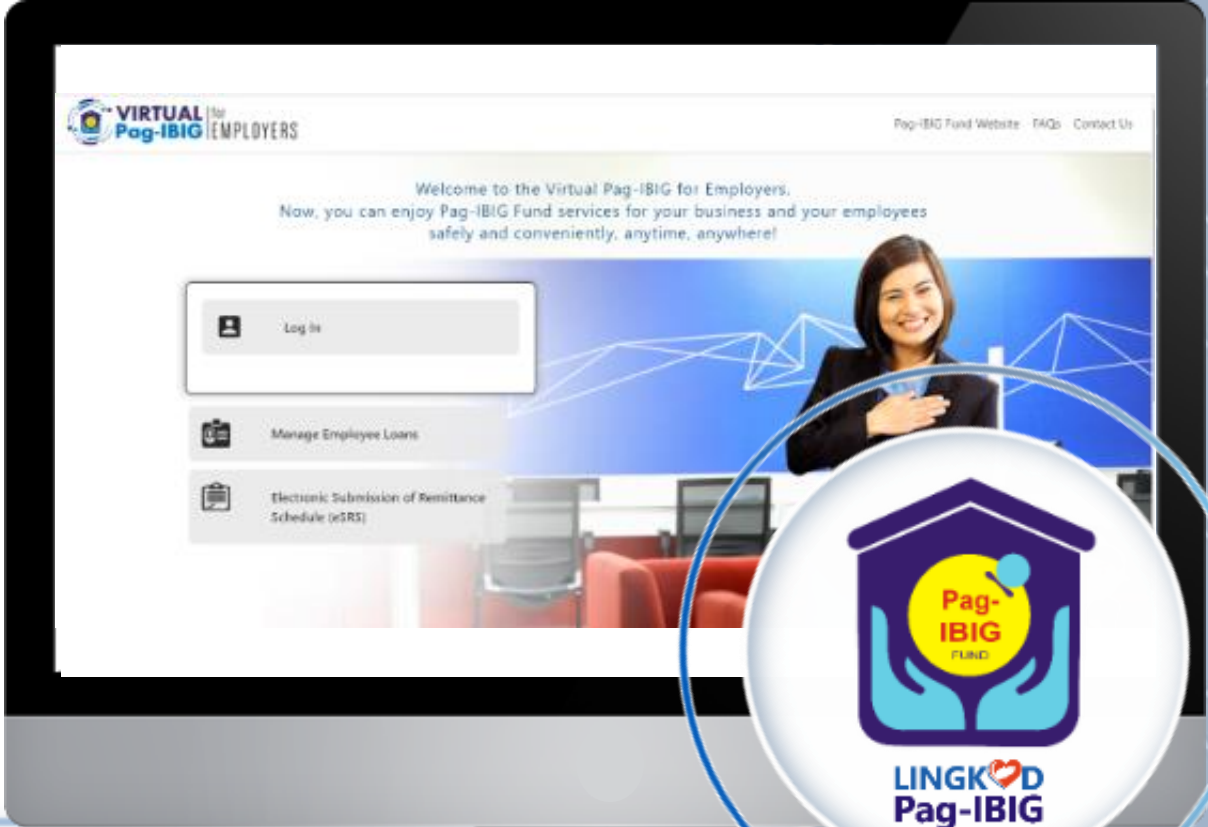 VIRTUAL for
Pag-IBIG EMPLOYERS
Pag-IBIG Fund Website FAQs Contact Us
Welcome to the Virtual Pag-IBIG for Employers.
Now, you can enjoy Pag-IBIG Fund services for your business and your employees
safely and conveniently, anytime, anywhere!
Log In
Manage Employee Loans
Electronic Submission of Remittance
Schedule (eSRS)
Pag-
IBIG
FUND
LINGKOD
Pag-IBIG